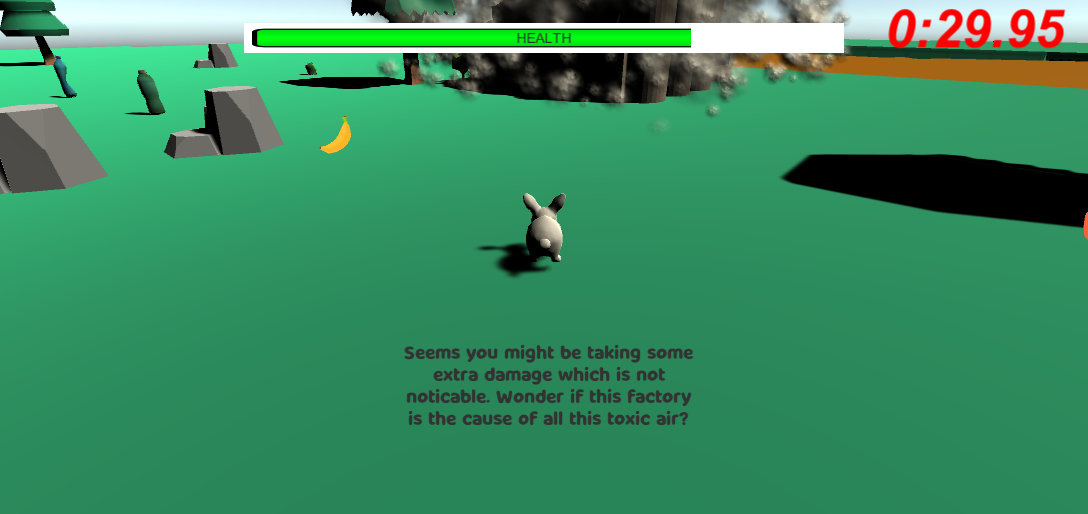 HEALTH
0:29.95
Seems you might be taking some
extra damage which is not
noticable. Wonder if this factory
is the cause of all this toxic air?